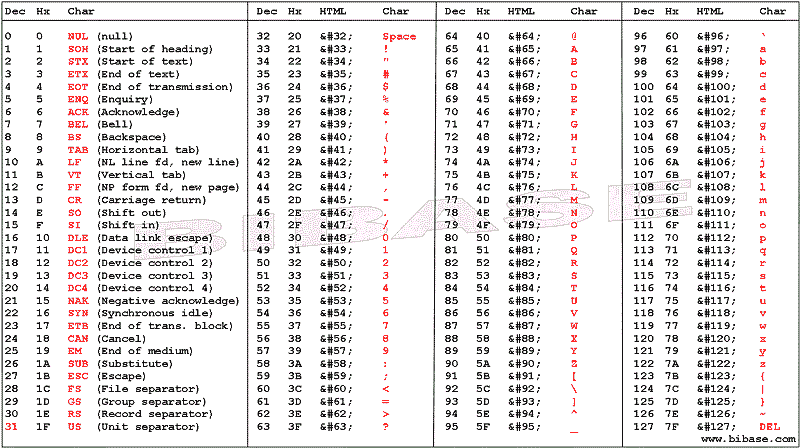 Dec Hx Char Dec Hx HTML Char Dec Hx HTML Char Dec Hx HTML Char
0 0 NUL (null) 32 20 &#32; Space 64 40 &#64; @ 96 60 &#96; `
1 1 SOH (Start of heading) 33 21 &#33; ! 65 41 &#65; A 97 61 &#97; a
2 2 STX (Start of text) 34 22 &#34; " 66 42 &#66; B 98 62 &#98; b
3 3 ETX (End of text) 35 23 &#35; # 67 43 &#67; C 99 63 &#99; c
4 4 EOT (End of transmission) 36 24 &#36; $ 68 44 &#68; D 100 64 &#100; d
5 5 ENQ (Enquiry) 37 25 &#37; % 69 45 &#69; E 101 65 &#101; e
6 6 ACK (Acknowledge) 38 26 &#38; & 70 46 &#70; F 102 66 &#102; f
7 7 BEL (Bell) 39 27 &#39; ' 71 47 &#71; G 103 67 &#103; g
8 8 BS (Backspace) 40 28 &#40; ( 72 48 &#72; H 104 68 &#104; h
9 9 TAB (Horizontal tab) 41 29 &#41; ) 73 49 &#73; I 105 69 &#105; i
10 A LF (NL line fd, new line) 42 2A &#42; * 74 4A &#74; J 106 6A &#106; j
11 B VT (Vertical tab) 43 2B &#43; + 75 4B &#75; K 107 6B &#107; k
12 C FF (NP form fd, new page) 44 2C &#44; , 76 4C &#76; L 108 6C &#108; l
13 D CR (Carriage return) 45 2D &#45; - 77 4D &#77; M 109 6D &#109; m
14 E SO (Shift out) 46 2E &#46; . 78 4E &#78; N 110 6E &#110; n
15 F SI (Shift in) 47 2F &#47; / 79 4F &#79; O 111 6F &#111; o
16 10 DLE (Data link escape) 48 30 &#48; 0 80 50 &#80; P 112 70 &#112; p
17 11 DC1 (Device control 1) 49 31 &#49; 1 81 51 &#81; Q 113 71 &#113; q
18 12 DC2 (Device control 2) 50 32 &#50; 2 82 52 &#82; R 114 72 &#114; r
19 13 DC3 (Device control 3) 51 33 &#51; 3 83 53 &#83; S 115 73 &#115; s
20 14 DC4 (Device control 4) 52 34 &#52; 4 84 54 &#84; T 116 74 &#116; t
21 15 NAK (Negative acknowledge) 53 35 &#53; 5 85 55 &#85; U 117 75 &#117; u
22 16 SYN (Synchronous idle) 54 36 &#54; 6 86 56 &#86; V 118 76 &#118; v
23 17 ETB (End of trans. block) 55 37 &#55; 7 87 57 &#87; W 119 77 &#119; w
24 18 CAN (Cancel) 56 38 &#56; 8 88 58 &#88; X 120 78 &#120; x
25 19 EM (End of medium) 57 39 &#57; 9 89 59 &#89; Y 121 79 &#121; y
26 1A SUB (Substitute) 58 3A &#58; : 90 5A &#90; Z 122 7A &#122; z
27 1B ESC (Escape) 59 3B &#59; ; 91 5B &#91; [ 123 7B &#123; {
28 1C FS (File separator) 60 3C &#60; < 92 5C &#92; \ 124 7C &#124; |
29 1D GS (Group separator) 61 3D &#61; = 93 5D &#93; ] 125 7D &#125; }
30 1E RS (Record separator) 62 3E &#62; > 94 5E &#94; ^ 126 7E &#126; ~
31 1F US (Unit separator) 63 3F &#63; ? 95 5F &#95; _ 127 7F &#127; DEL
BIBASE
www.bibase.com